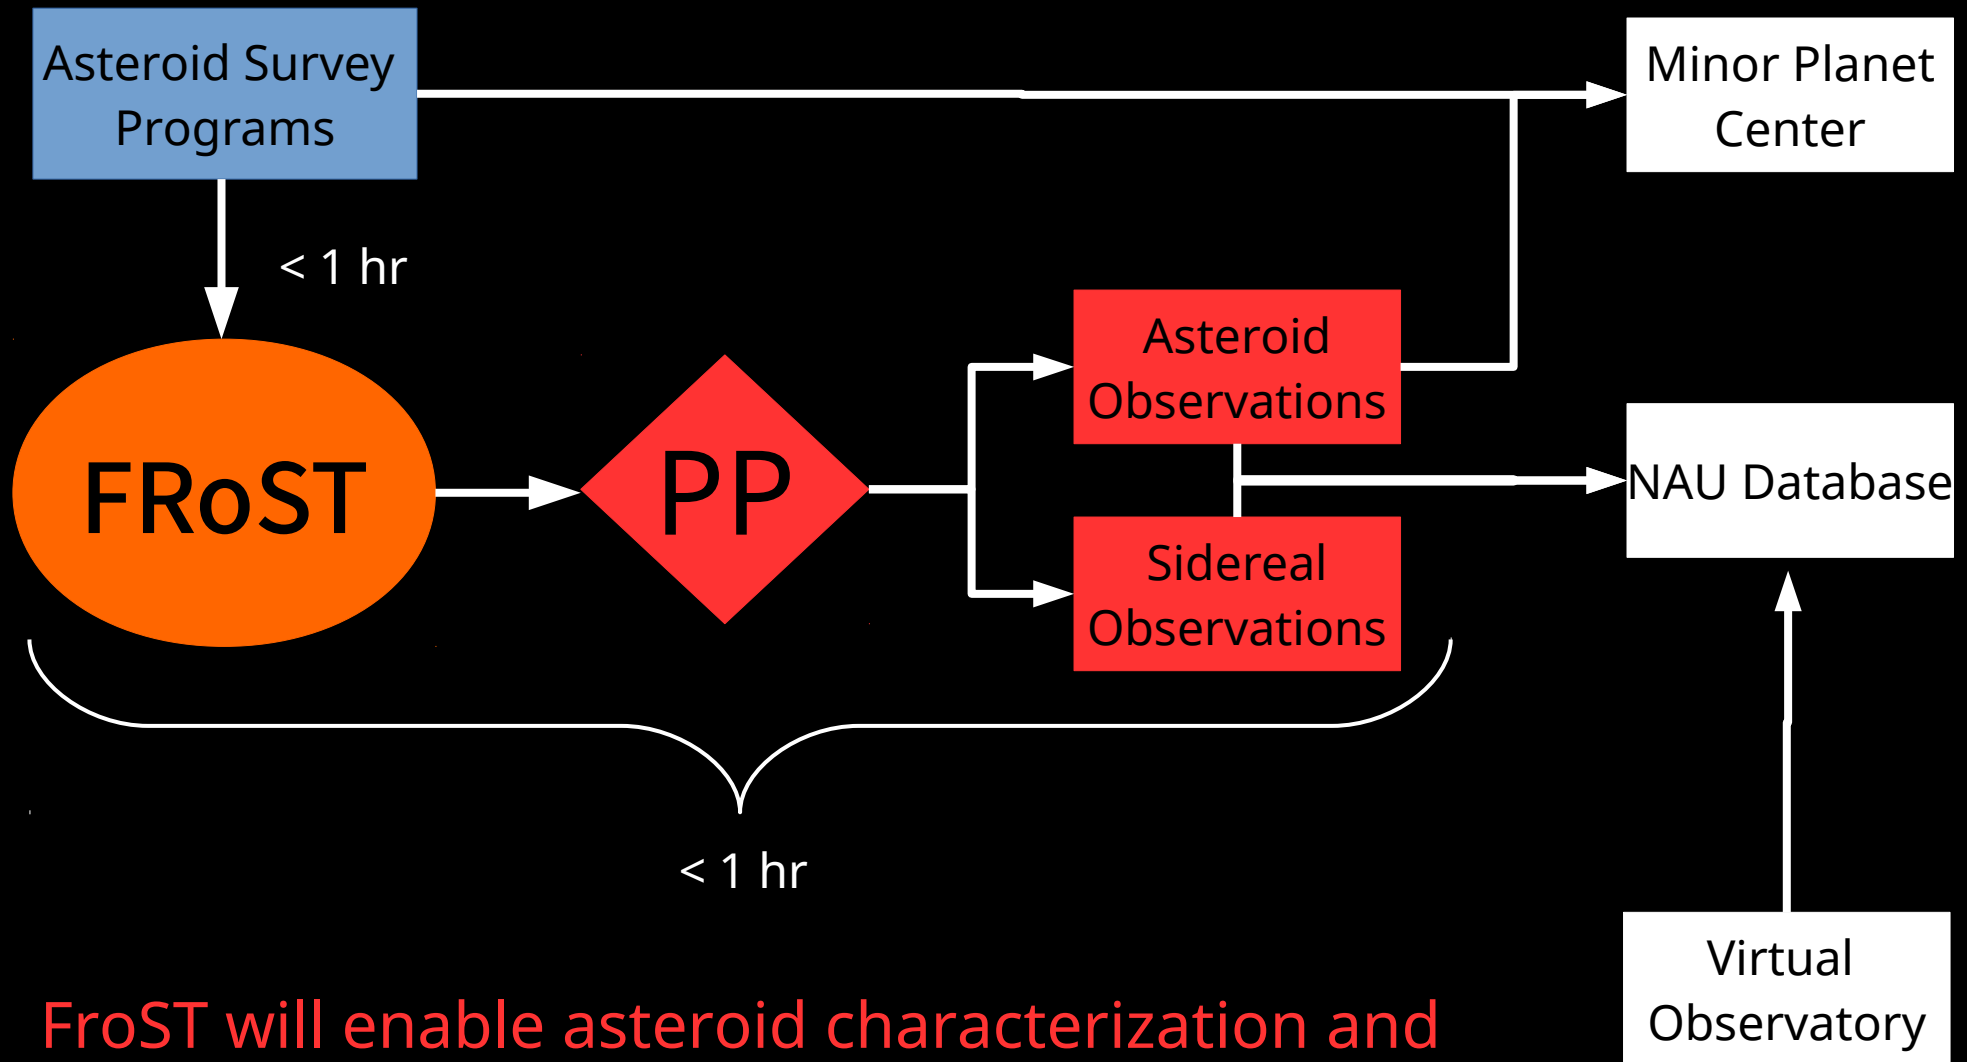 Asteroid Survey
Programs
Minor Planet
Center
< 1 hr
FRoST
PP
Asteroid
Observations
NAU Database
Sidereal
Observations
< 1 hr
Virtual
Observatory
FroST will enable asteroid characterization and